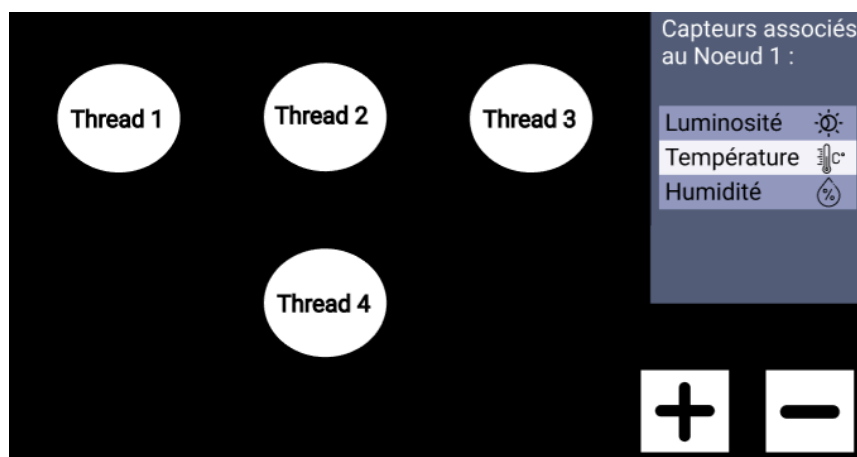 Capteurs associés
au Noeud 1 :
Thread 1
Thread 2
Thread 3
Luminosité
Température C°
Humidité %
Thread 4